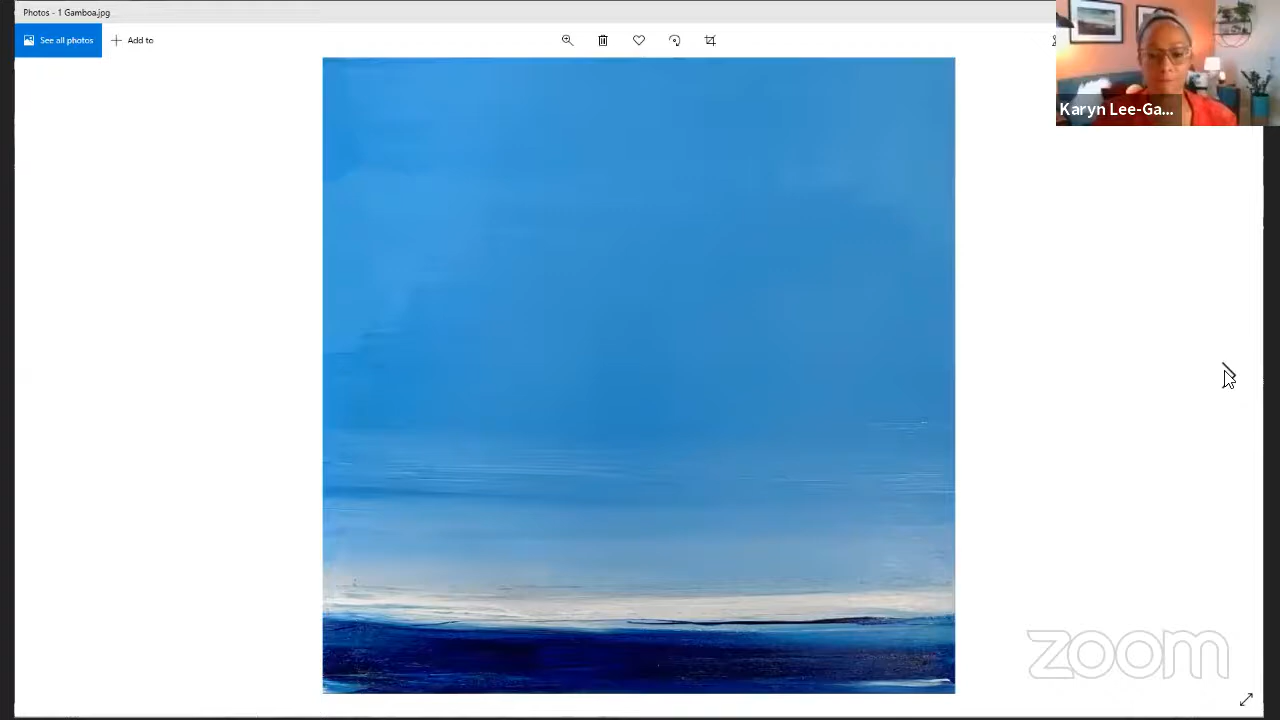 Photos - 1 Gamboa.jpg
See all photos
Add to
Karyn Lee-Ga...
zoom